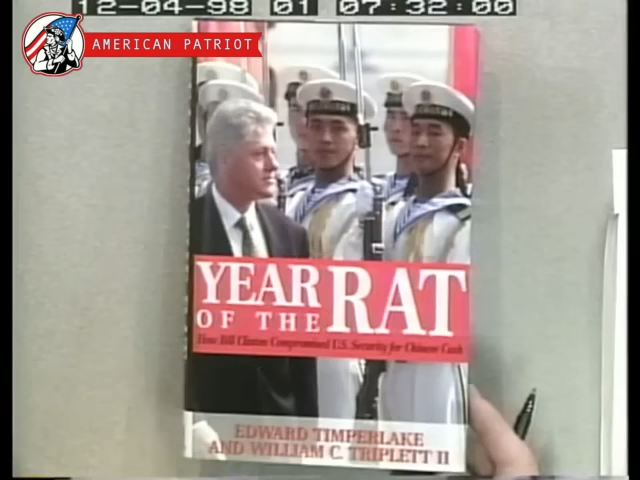 12-04-98 01 07:32:00
AMERICAN PATRIOT
YEAR
OF THE RAT
How Bill Clinton Compromised U.S. Security for Chinese Cash
EDWARD TIMPERLAKE
AND WILLIAM C. TRIPLETT II